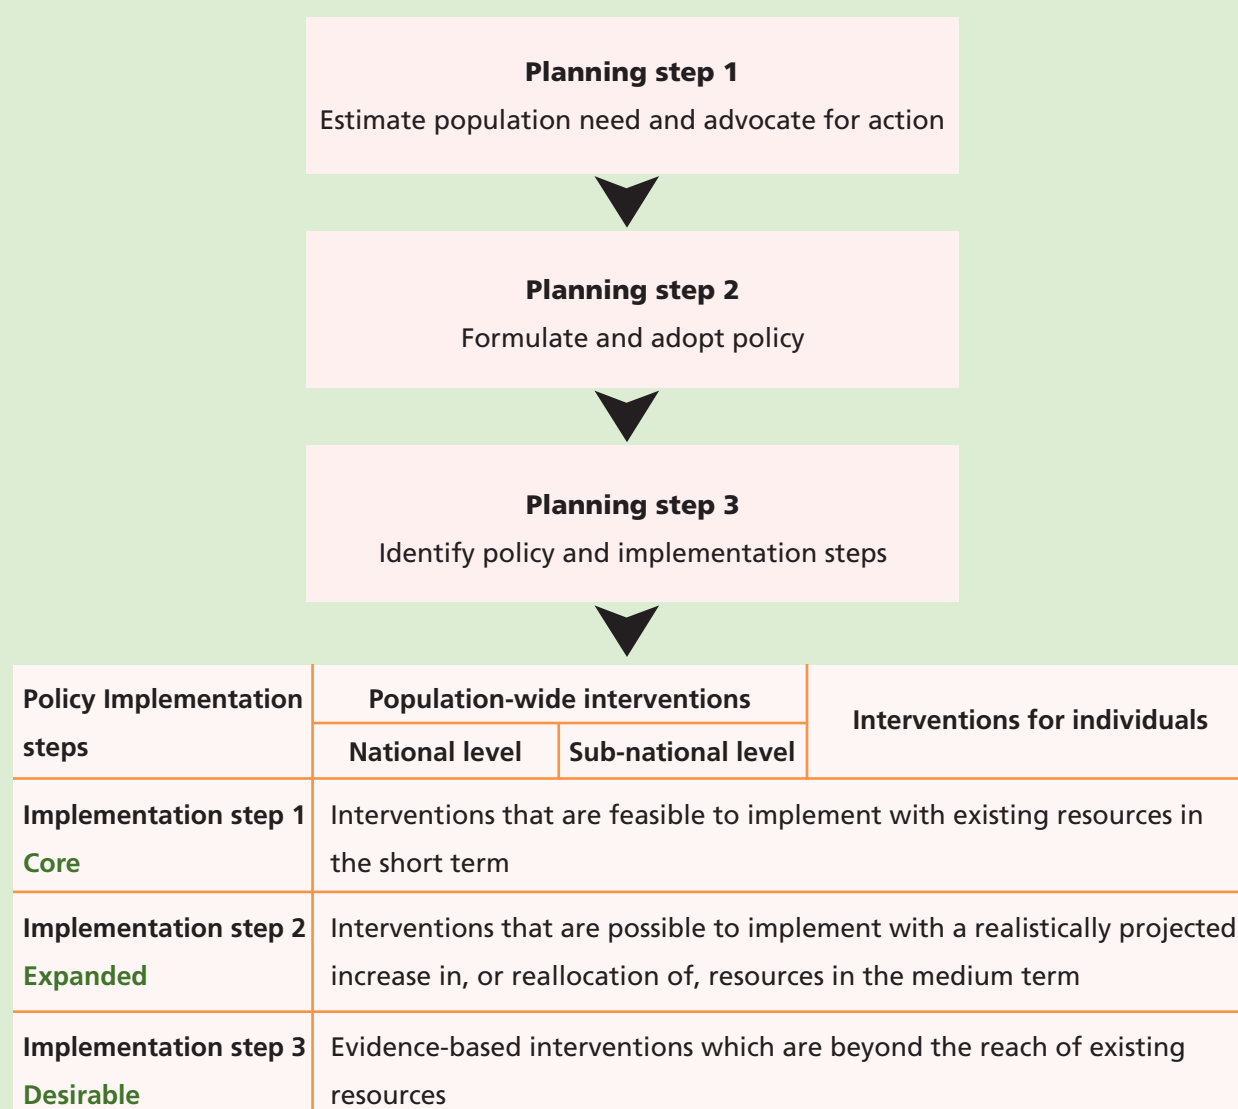 Planning step 1
Estimate population need and advocate for action
Planning step 2
Formulate and adopt policy
Planning step 3
Identify policy and implementation steps
Policy Implementation
steps
Population-wide interventions
National level
Sub-national level
Interventions for individuals
Implementation step 1
Core
Interventions that are feasible to implement with existing resources in
the short term
Implementation step 2
Expanded
Interventions that are possible to implement with a realistically projected
increase in, or reallocation of, resources in the medium term
Implementation step 3
Desirable
Evidence-based interventions which are beyond the reach of existing
resources